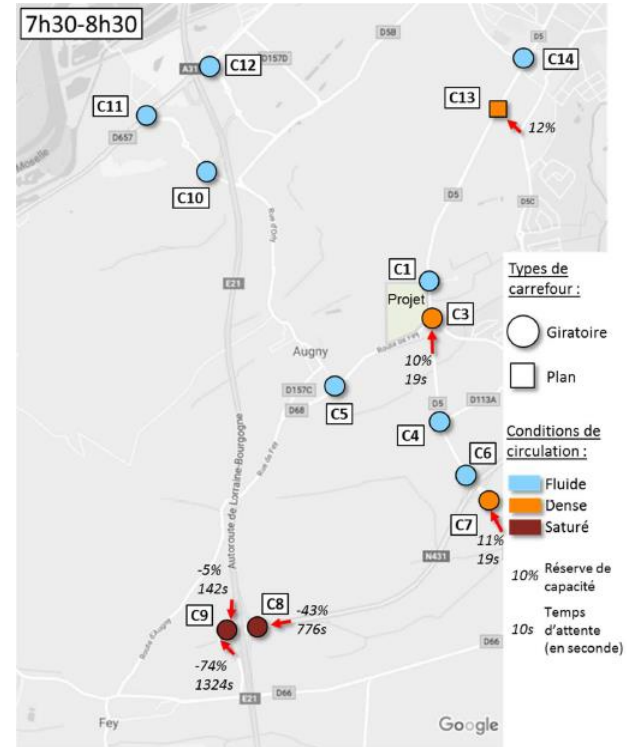 7h30-8h30
D5B
D5
C12
D157D
A31
C14
C11
C13
D657
12%
Moselle
C10
D5C
D5
Rue d'Orly
C1
Types de
carrefour :
E21
Projet
C3
Giratoire
Augny
Route de Fey
10%
19s
Plan
D157C
D68
C5
D113A
D5
C4
Conditions de
circulation :
Rue de Fey
C6
Autoroute de Lorraine-Bourgogne
Fluide
Dense
C7
Saturé
N431
11%
19s
10% Réserve de
capacité
-5%
142s
C9
C8
-43%
776s
10s Temps
d'attente
(en seconde)
Route d'Augny
D66
-74%
1324s
E21
D66
Fey
Google